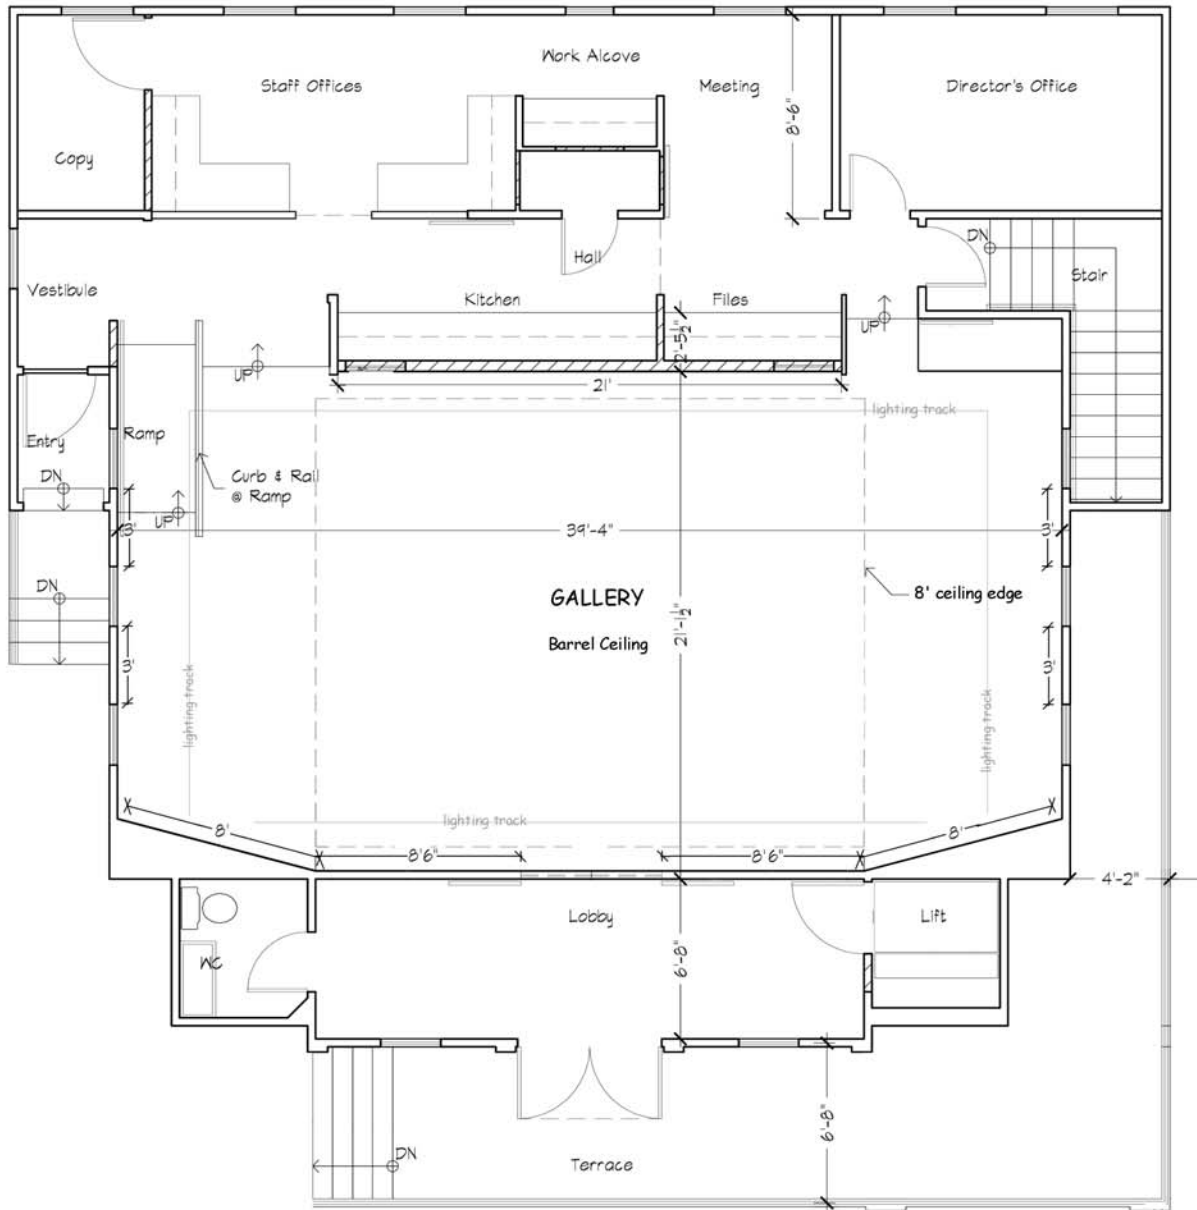 Work Alcove
Staff Offices
Meeting
Director's Office
8'-6"
Copy
DN
Hall
Stair
Vestibule
Kitchen
Files
UP
2'-5½"
UP
21'
lighting track
Entry
Ramp
DN
Curb & Rail
@ Ramp
UP
3'
39'-4"
3'
DN
GALLERY
8' ceiling edge
21'-1½"
Barrel Ceiling
3'
3'
lighting track
lighting track
8'
lighting track
8'
8'6"
8'6"
4'-2"
Lobby
Lift
WC
6'-8"
6'-8"
DN
Terrace